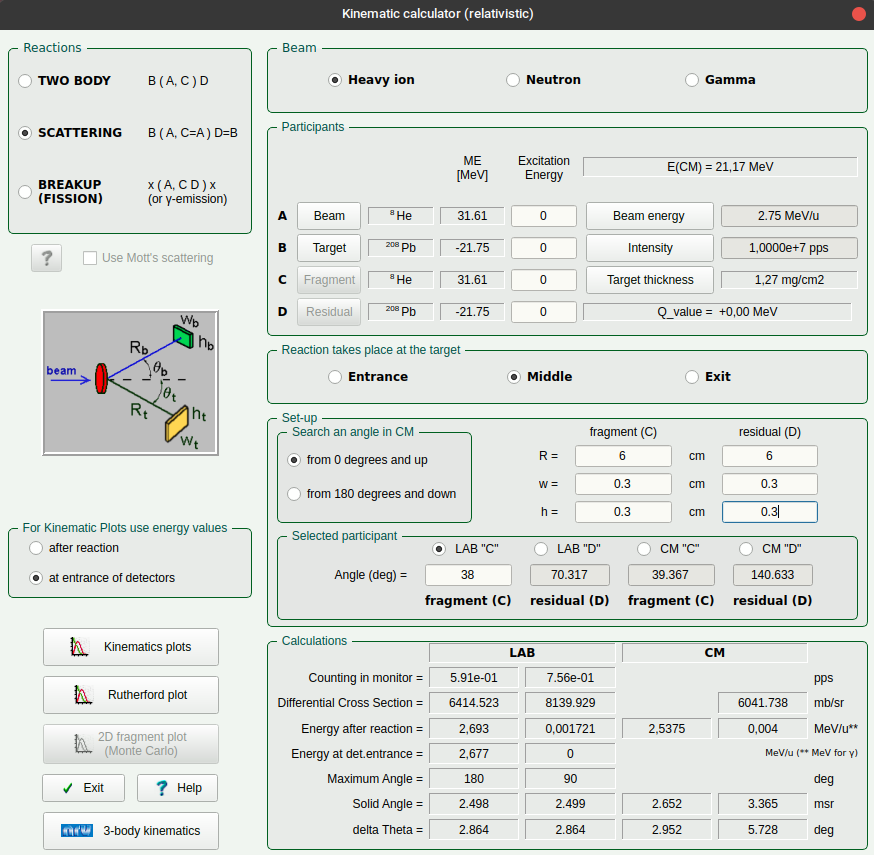 Kinematic calculator (relativistic)
Reactions
TWO BODY B ( A, C ) D
SCATTERING B ( A, C=A ) D=B
BREAKUP x ( A, C D ) x
(FISSION) (or γ-emission)
? Use Mott's scattering
beam
R_b
θ_b
w_b
h_b
R_t
θ_t
h_t
w_t
For Kinematic Plots use energy values
after reaction
at entrance of detectors
Kinematics plots
Rutherford plot
2D fragment plot
(Monte Carlo)
Exit ? Help
3-body kinematics
Beam
Heavy ion Neutron Gamma
Participants
ME Excitation
[MeV] Energy E(CM) = 21,17 MeV
A Beam ⁸He 31.61 0 Beam energy 2.75 MeV/u
B Target ²⁰⁸Pb -21.75 0 Intensity 1,0000e+7 pps
C Fragment ⁸He 31.61 0 Target thickness 1,27 mg/cm2
D Residual ²⁰⁸Pb -21.75 0 Q_value = +0,00 MeV
Reaction takes place at the target
Entrance Middle Exit
Set-up
Search an angle in CM
from 0 degrees and up
from 180 degrees and down
fragment (C) residual (D)
R = 6 cm 6
w = 0.3 cm 0.3
h = 0.3 cm 0.3
Selected participant
LAB "C" LAB "D" CM "C" CM "D"
Angle (deg) = 38 70.317 39.367 140.633
fragment (C) residual (D) fragment (C) residual (D)
Calculations
LAB CM
Counting in monitor = 5.91e-01 7.56e-01 pps
Differential Cross Section = 6414.523 8139.929 6041.738 mb/sr
Energy after reaction = 2,693 0,001721 2,5375 0,004 MeV/u**
Energy at det.entrance = 2,677 0 MeV/u (** MeV for γ)
Maximum Angle = 180 90 deg
Solid Angle = 2.498 2.499 2.652 3.365 msr
delta Theta = 2.864 2.864 2.952 5.728 deg